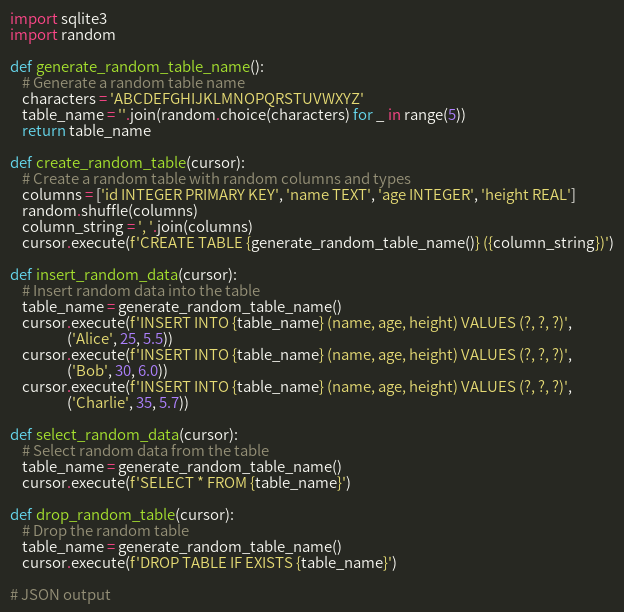 import sqlite3
import random

def generate_random_table_name():
    # Generate a random table name
    characters = 'ABCDEFGHIJKLMNOPQRSTUVWXYZ'
    table_name = ''.join(random.choice(characters) for _ in range(5))
    return table_name

def create_random_table(cursor):
    # Create a random table with random columns and types
    columns = ['id INTEGER PRIMARY KEY', 'name TEXT', 'age INTEGER', 'height REAL']
    random.shuffle(columns)
    column_string = ', '.join(columns)
    cursor.execute(f'CREATE TABLE {generate_random_table_name()} ({column_string})')

def insert_random_data(cursor):
    # Insert random data into the table
    table_name = generate_random_table_name()
    cursor.execute(f'INSERT INTO {table_name} (name, age, height) VALUES (?, ?, ?)',
                   ('Alice', 25, 5.5))
    cursor.execute(f'INSERT INTO {table_name} (name, age, height) VALUES (?, ?, ?)',
                   ('Bob', 30, 6.0))
    cursor.execute(f'INSERT INTO {table_name} (name, age, height) VALUES (?, ?, ?)',
                   ('Charlie', 35, 5.7))

def select_random_data(cursor):
    # Select random data from the table
    table_name = generate_random_table_name()
    cursor.execute(f'SELECT * FROM {table_name}')

def drop_random_table(cursor):
    # Drop the random table
    table_name = generate_random_table_name()
    cursor.execute(f'DROP TABLE IF EXISTS {table_name}')

# JSON output